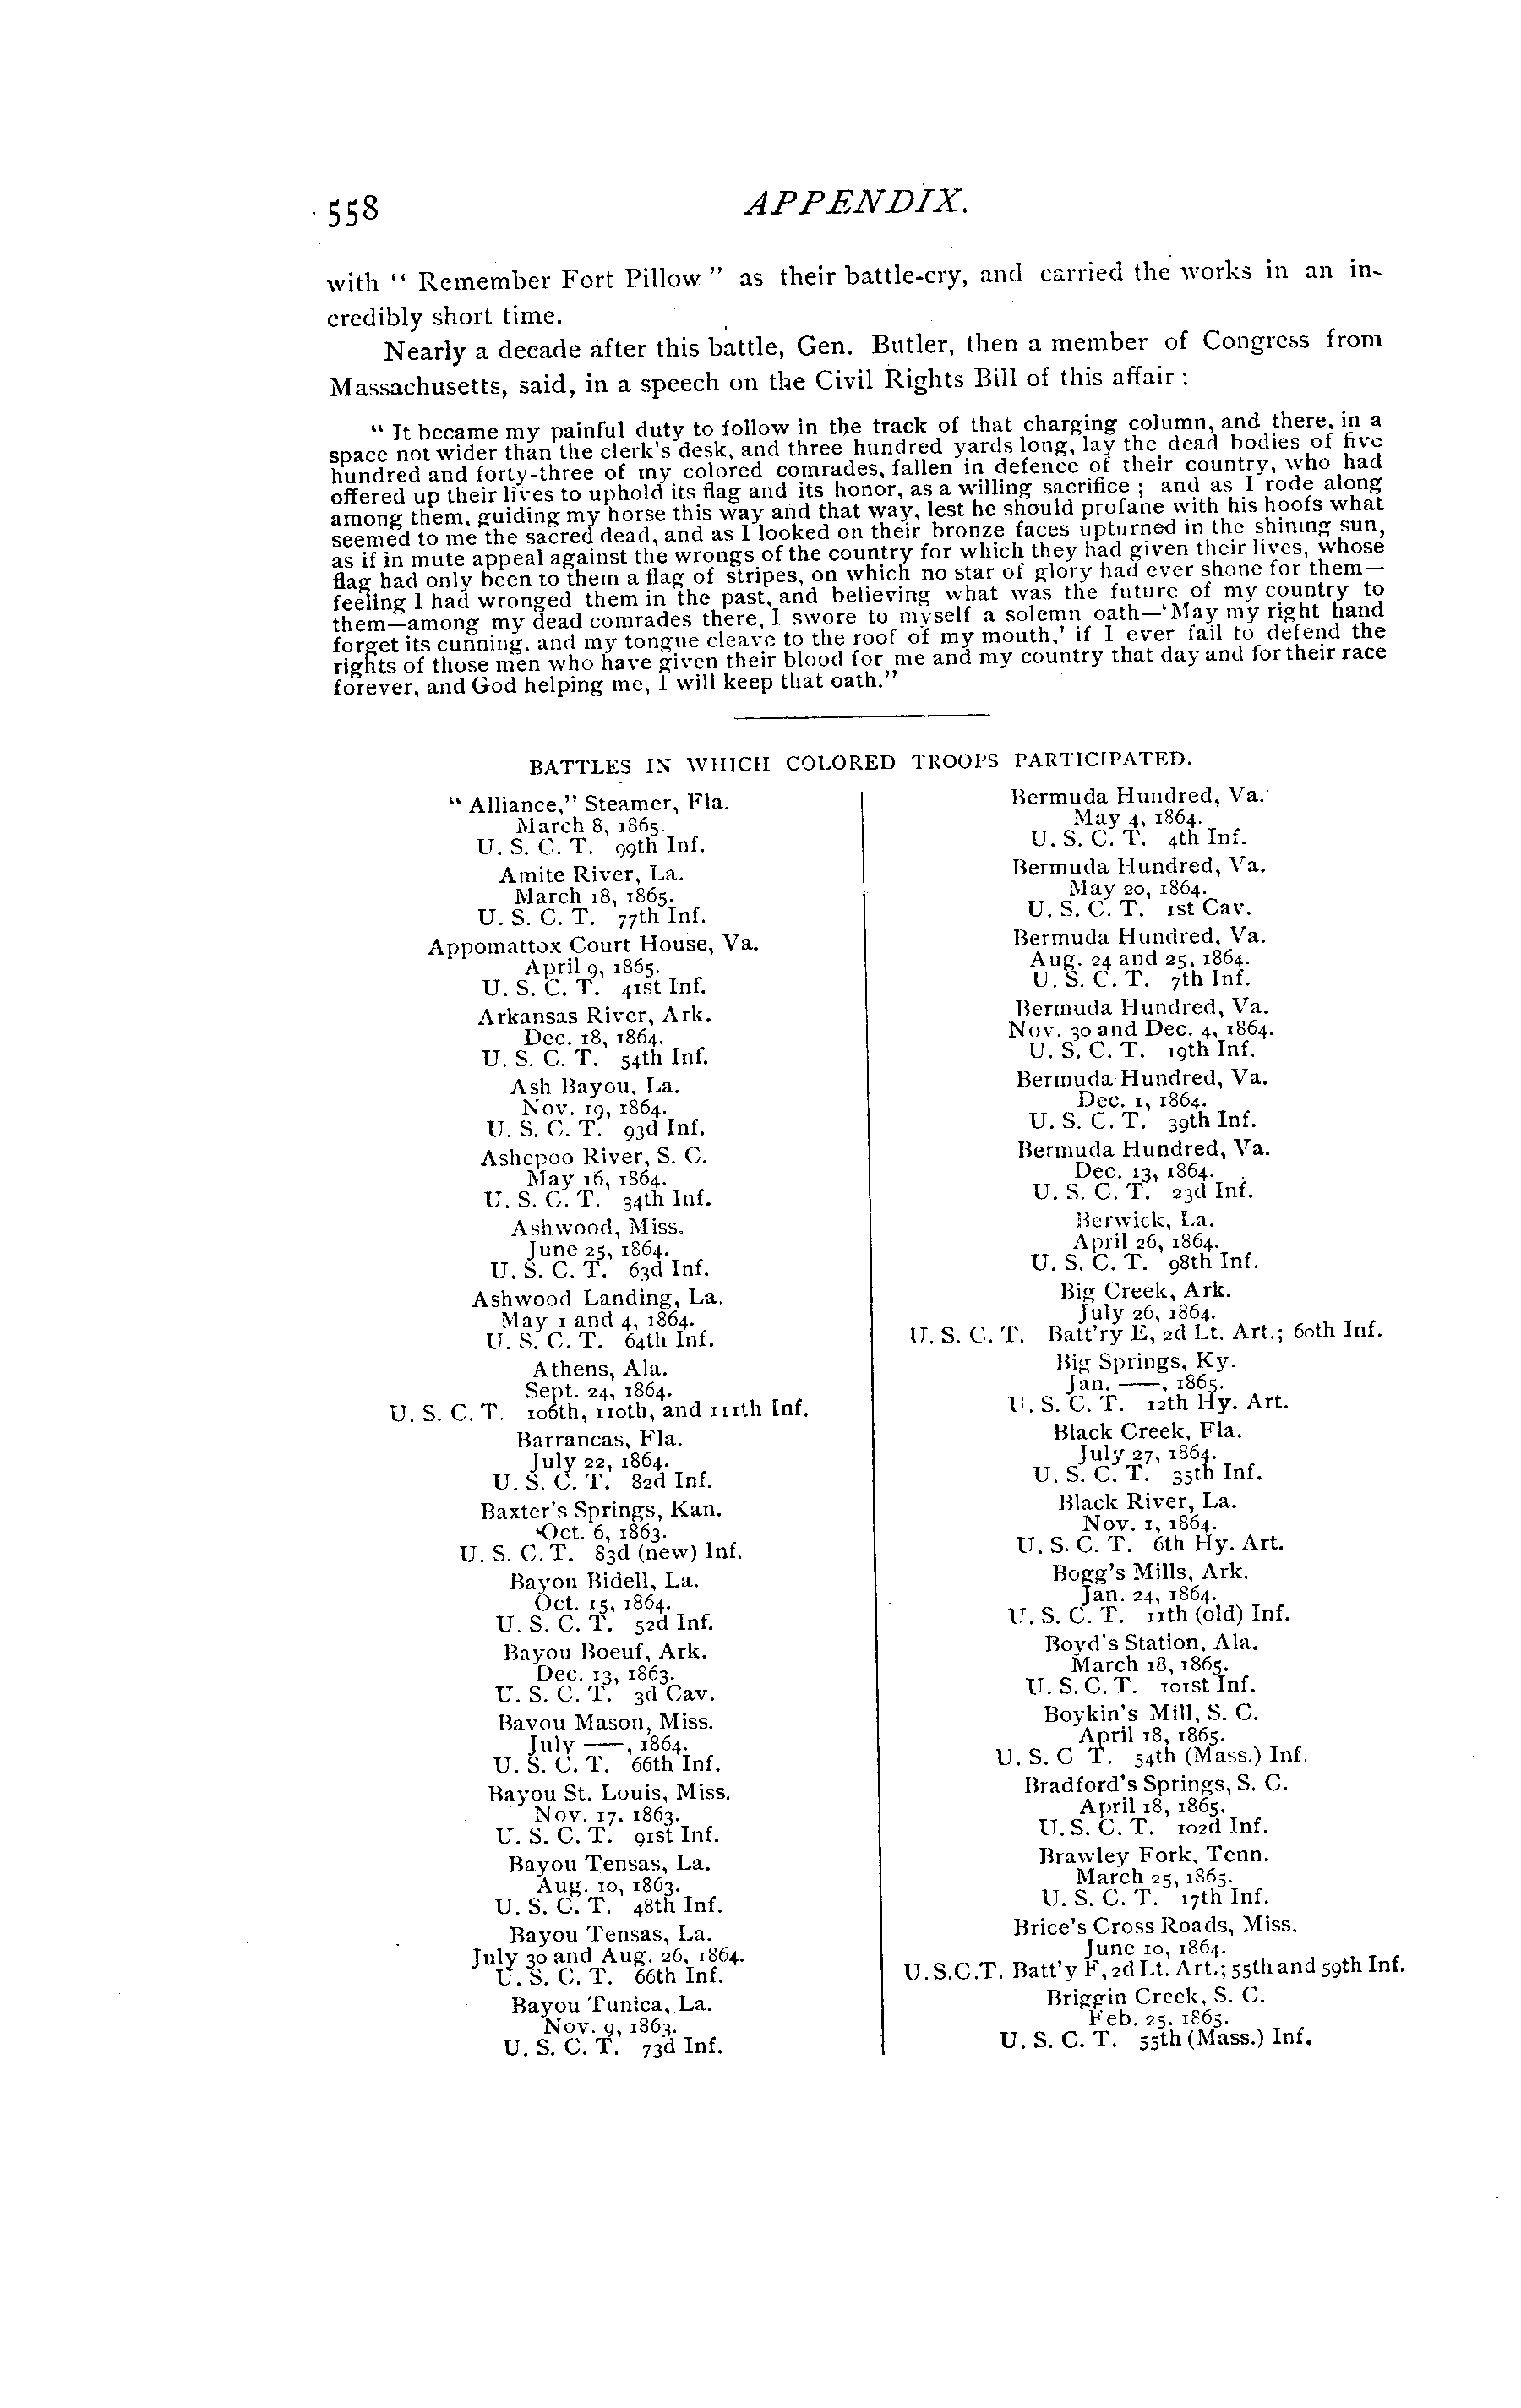 558
APPENDIX.
with " Remember Fort Pillow " as their battle-cry, and carried the works in an in-
credibly short time.
Nearly a decade after this battle, Gen. Butler, then a member of Congress from
Massachusetts, said, in a speech on the Civil Rights Bill of this affair :
" It became my painful duty to follow in the track of that charging column, and there, in a
space not wider than the clerk's desk, and three hundred yards long, lay the dead bodies of five
hundred and forty-three of my colored comrades, fallen in defence of their country, who had
offered up their lives to uphold its flag and its honor, as a willing sacrifice ; and as I rode along
among them, guiding my horse this way and that way, lest he should profane with his hoofs what
seemed to me the sacred dead, and as I looked on their bronze faces upturned in the shining sun,
as if in mute appeal against the wrongs of the country for which they had given their lives, whose
flag had only been to them a flag of stripes, on which no star of glory had ever shone for them—
feeling I had wronged them in the past, and believing what was the future of my country to
them—among my dead comrades there, I swore to myself a solemn oath—'May my right hand
forget its cunning, and my tongue cleave to the roof of my mouth,' if I ever fail to defend the
rights of those men who have given their blood for me and my country that day and for their race
forever, and God helping me, I will keep that oath."
BATTLES IN WHICH COLORED TROOPS PARTICIPATED.
" Alliance," Steamer, Fla.
March 8, 1865.
U. S. C. T. 99th Inf.
Amite River, La.
March 18, 1865.
U. S. C. T. 77th Inf.
Appomattox Court House, Va.
April 9, 1865.
U. S. C. T. 41st Inf.
Arkansas River, Ark.
Dec. 18, 1864.
U. S. C. T. 54th Inf.
Ash Bayou, La.
Nov. 19, 1864.
U. S. C. T. 93d Inf.
Ashepoo River, S. C.
May 16, 1864.
U. S. C. T. 34th Inf.
Ashwood, Miss.
June 25, 1864.
U. S. C. T. 63d Inf.
Ashwood Landing, La.
May 1 and 4, 1864.
U. S. C. T. 64th Inf.
Athens, Ala.
Sept. 24, 1864.
U. S. C. T. 106th, 110th, and 111th Inf.
Barrancas, Fla.
July 22, 1864.
U. S. C. T. 82d Inf.
Baxter's Springs, Kan.
Oct. 6, 1863.
U. S. C. T. 83d (new) Inf.
Bayou Bidell, La.
Oct. 15, 1864.
U. S. C. T. 52d Inf.
Bayou Boeuf, Ark.
Dec. 13, 1863.
U. S. C. T. 3d Cav.
Bayou Mason, Miss.
July ——, 1864.
U. S. C. T. 66th Inf.
Bayou St. Louis, Miss.
Nov. 17, 1863.
U. S. C. T. 91st Inf.
Bayou Tensas, La.
Aug. 10, 1863.
U. S. C. T. 48th Inf.
Bayou Tensas, La.
July 30 and Aug. 26, 1864.
U. S. C. T. 66th Inf.
Bayou Tunica, La.
Nov. 9, 1863.
U. S. C. T. 73d Inf.
Bermuda Hundred, Va.
May 4, 1864.
U. S. C. T. 4th Inf.
Bermuda Hundred, Va.
May 20, 1864.
U. S. C. T. 1st Cav.
Bermuda Hundred, Va.
Aug. 24 and 25, 1864.
U. S. C. T. 7th Inf.
Bermuda Hundred, Va.
Nov. 30 and Dec. 4, 1864.
U. S. C. T. 19th Inf.
Bermuda Hundred, Va.
Dec. 1, 1864.
U. S. C. T. 39th Inf.
Bermuda Hundred, Va.
Dec. 13, 1864.
U. S. C. T. 23d Inf.
Berwick, La.
April 26, 1864.
U. S. C. T. 98th Inf.
Big Creek, Ark.
July 26, 1864.
U. S. C. T. Batt'ry E, 2d Lt. Art.; 60th Inf.
Big Springs, Ky.
Jan. ——, 1865.
U. S. C. T. 12th Hy. Art.
Black Creek, Fla.
July 27, 1864.
U. S. C. T. 35th Inf.
Black River, La.
Nov. 1, 1864.
U. S. C. T. 6th Hy. Art.
Bogg's Mills, Ark.
Jan. 24, 1864.
U. S. C. T. 11th (old) Inf.
Boyd's Station, Ala.
March 18, 1865.
U. S. C. T. 101st Inf.
Boykin's Mill, S. C.
April 18, 1865.
U. S. C T. 54th (Mass.) Inf.
Bradford's Springs, S. C.
April 18, 1865.
U. S. C. T. 102d Inf.
Brawley Fork, Tenn.
March 25, 1865.
U. S. C. T. 17th Inf.
Brice's Cross Roads, Miss.
June 10, 1864.
U.S.C.T. Batt'y F, 2d Lt. Art.; 55th and 59th Inf.
Briggin Creek, S. C.
Feb. 25, 1865.
U. S. C. T. 55th (Mass.) Inf.